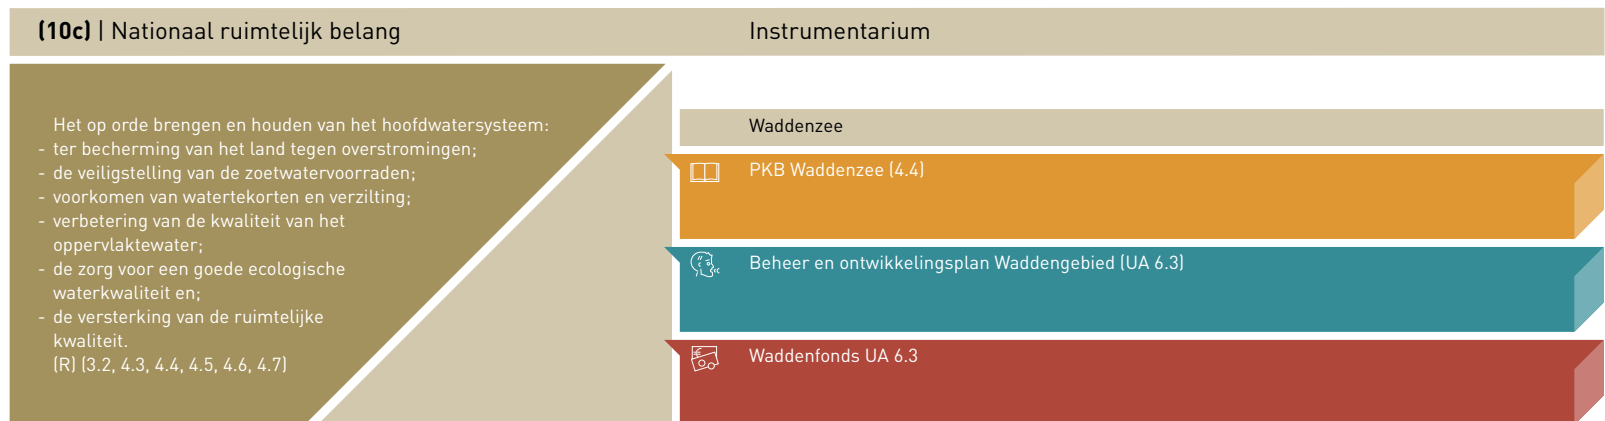 (10c) | Nationaal ruimtelijk belang
Instrumentarium
Het op orde brengen en houden van het hoofdwatersysteem:
- ter becherming van het land tegen overstromingen;
- de veiligstelling van de zoetwatervoorraden;
- voorkomen van watertekorten en verzilting;
- verbetering van de kwaliteit van het
oppervlaktewater;
- de zorg voor een goede ecologische
waterkwaliteit en;
- de versterking van de ruimtelijke
kwaliteit.
(R) (3.2, 4.3, 4.4, 4.5, 4.6, 4.7)
Waddenzee
PKB Waddenzee (4.4)
Beheer en ontwikkelingsplan Waddengebied (UA 6.3)
Waddenfonds UA 6.3